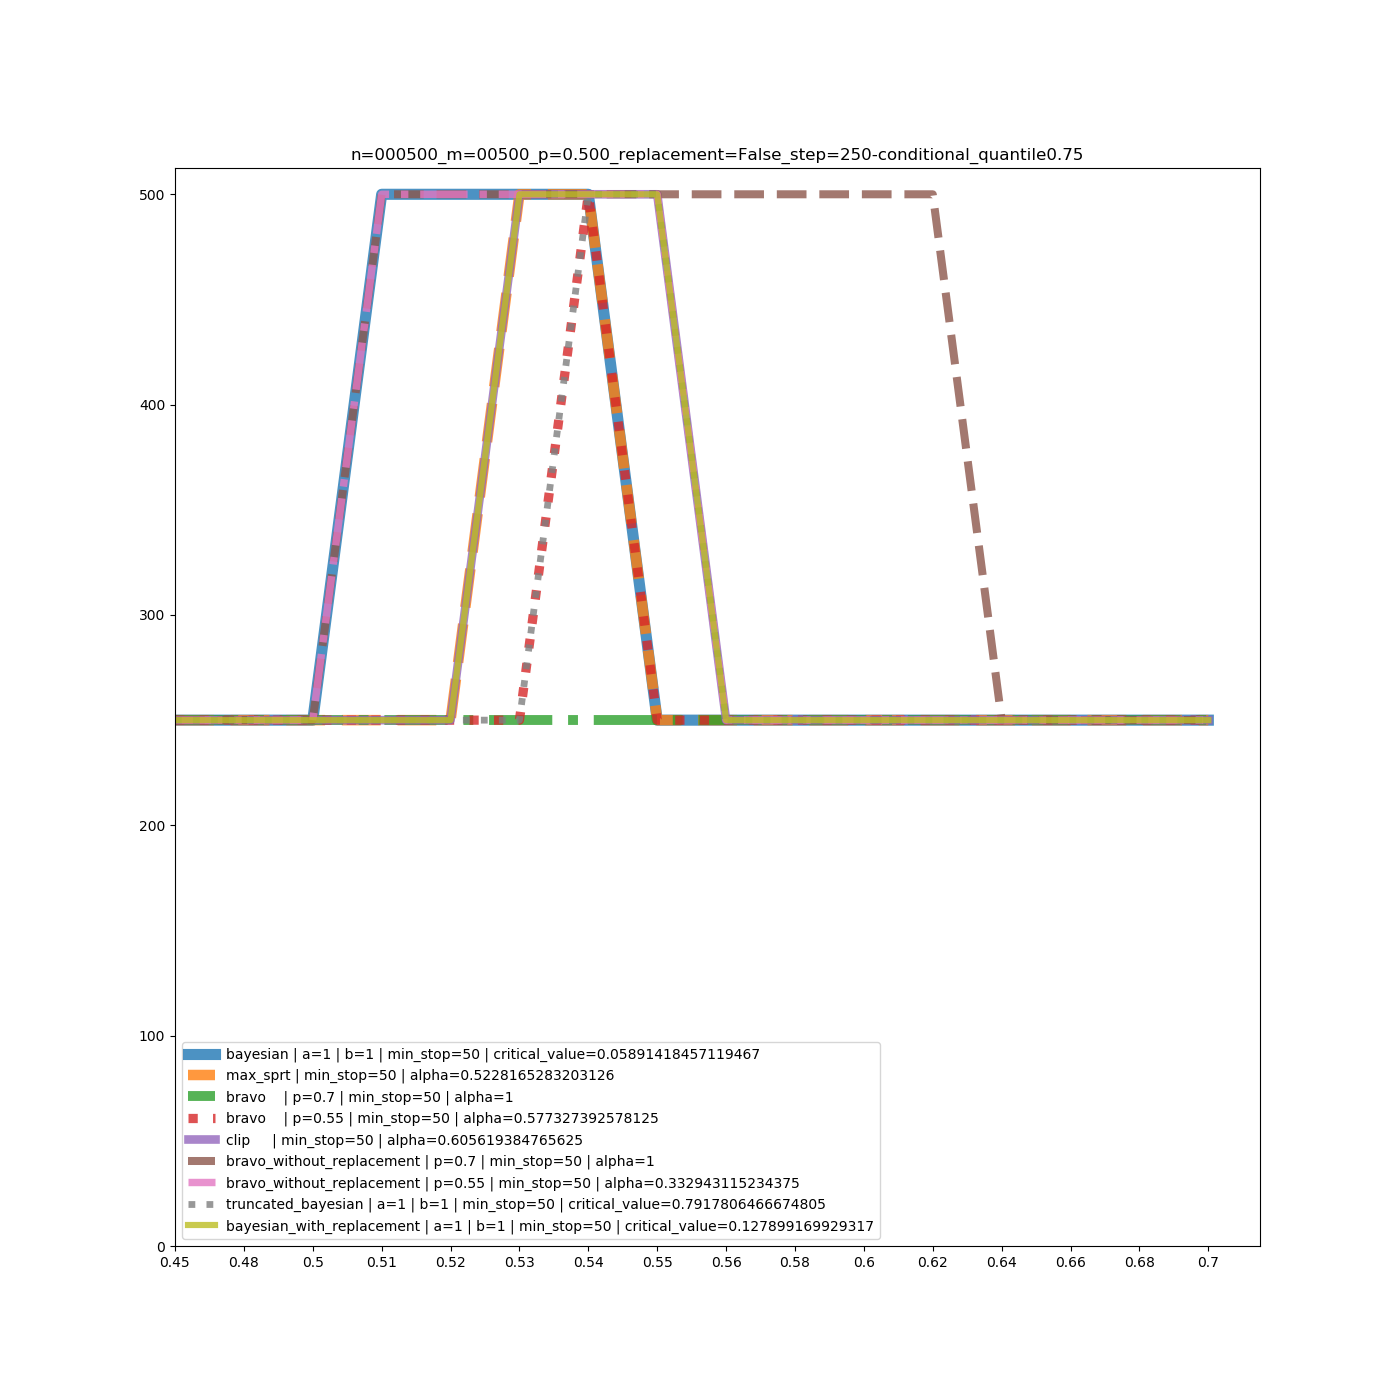 n=000500_m=00500_p=0.500_replacement=False_step=250-conditional_quantile0.75
500
400
300
200
100
0
bayesian | a=1 | b=1 | min_stop=50 | critical_value=0.05891418457119467
max_sprt | min_stop=50 | alpha=0.5228165283203126
bravo    | p=0.7 | min_stop=50 | alpha=1
bravo    | p=0.55 | min_stop=50 | alpha=0.577327392578125
clip     | min_stop=50 | alpha=0.605619384765625
bravo_without_replacement | p=0.7 | min_stop=50 | alpha=1
bravo_without_replacement | p=0.55 | min_stop=50 | alpha=0.332943115234375
truncated_bayesian | a=1 | b=1 | min_stop=50 | critical_value=0.7917806466674805
bayesian_with_replacement | a=1 | b=1 | min_stop=50 | critical_value=0.127899169929317
0.45 0.48 0.5 0.51 0.52 0.53 0.54 0.55 0.56 0.58 0.6 0.62 0.64 0.66 0.68 0.7